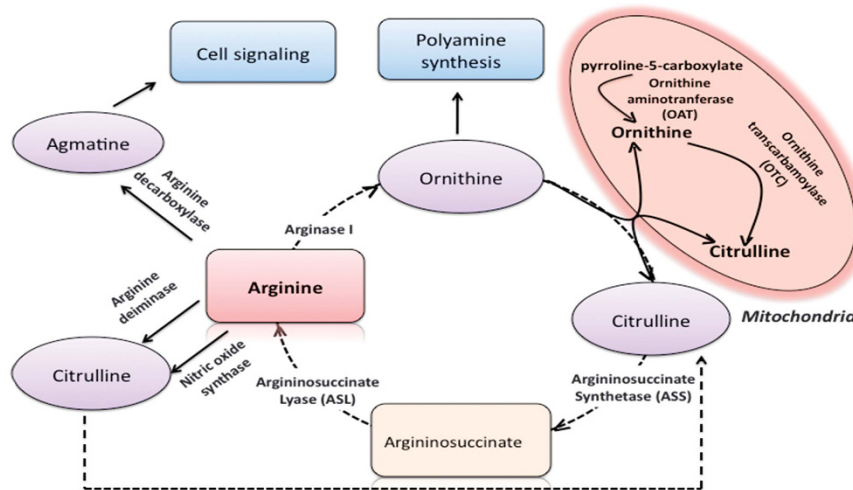 Cell signaling
Polyamine
synthesis
pyrroline-5-carboxylate
Ornithine
aminotranferase
(OAT)
Ornithine
Ornithine
transcarbamoylase
(OTC)
Citrulline
Agmatine
Arginine
decarboxylase
Ornithine
Arginase I
Arginine
Arginine
deiminase
Nitric oxide
synthase
Citrulline
Citrulline
Mitochondria
Argininosuccinate
Lyase (ASL)
Argininosuccinate
Synthetase (ASS)
Argininosuccinate